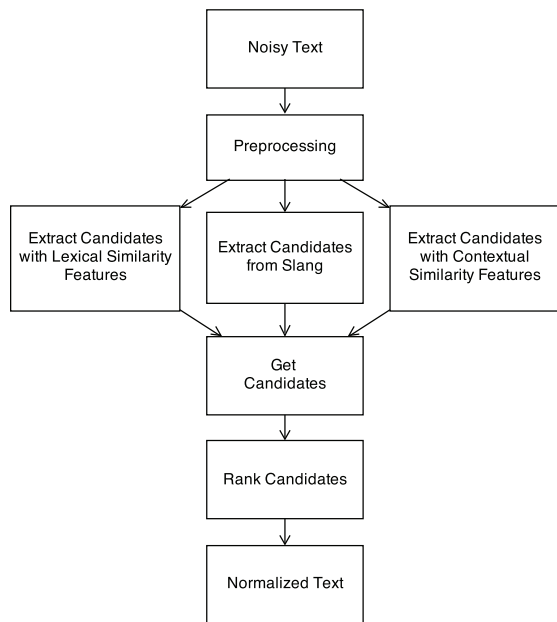 Noisy Text
Preprocessing
Extract Candidates
with Lexical Similarity
Features
Extract Candidates
from Slang
Extract Candidates
with Contextual
Similarity Features
Get
Candidates
Rank Candidates
Normalized Text